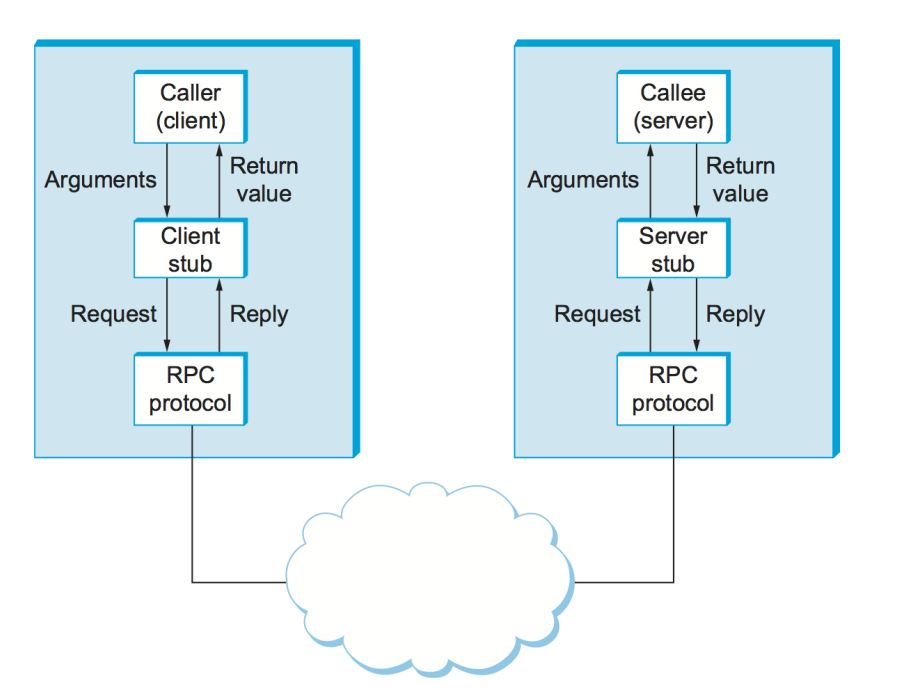 Caller
(client)
Arguments
Return
value
Client
stub
Request
Reply
RPC
protocol
Callee
(server)
Arguments
Return
value
Server
stub
Request
Reply
RPC
protocol